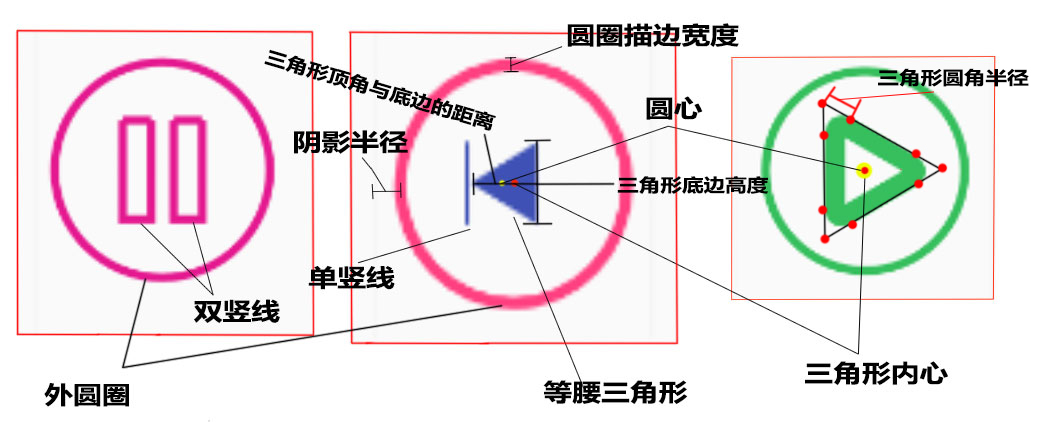 圆圈描边宽度
三角形顶角与底边的距离
三角形圆角半径
圆心
阴影半径
三角形底边高度
单竖线
双竖线
外圆圈
等腰三角形
三角形内心